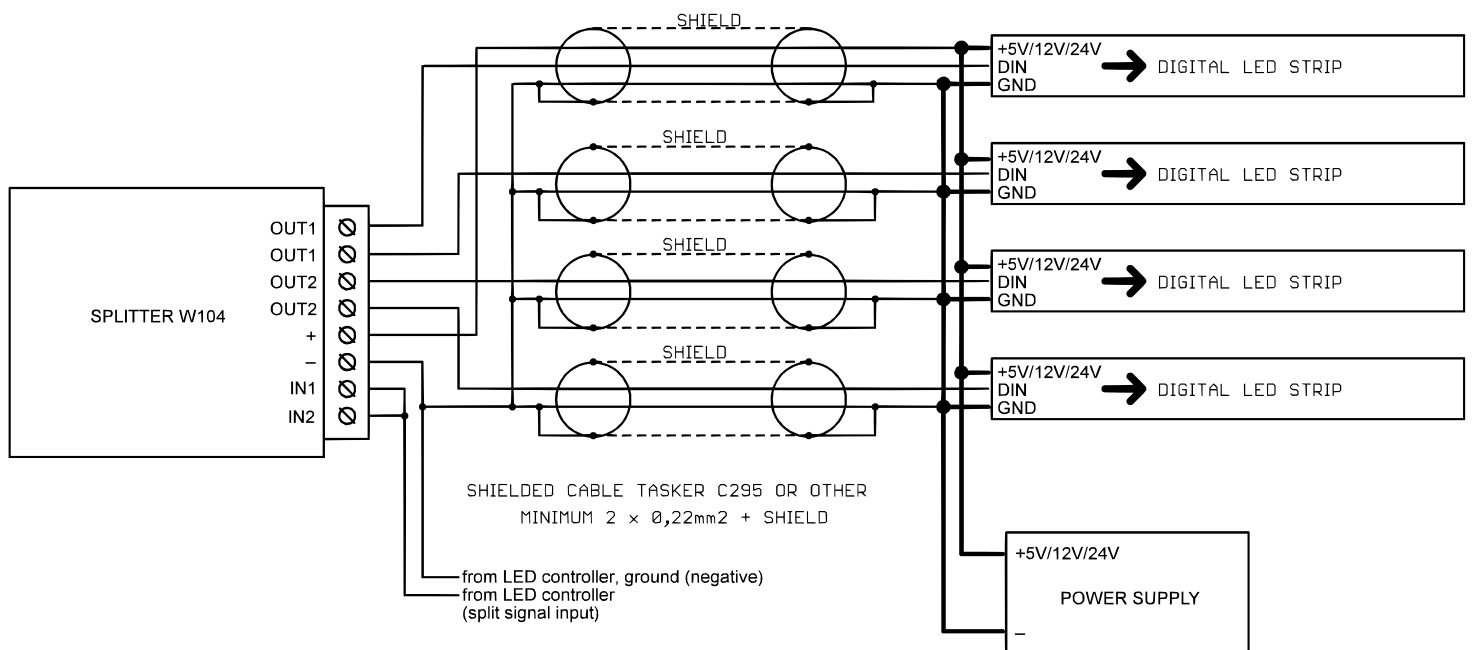 SHIELD
+5V/12V/24V
DIN
GND
DIGITAL LED STRIP
SHIELD
+5V/12V/24V
DIN
GND
DIGITAL LED STRIP
SHIELD
+5V/12V/24V
DIN
GND
DIGITAL LED STRIP
SHIELD
+5V/12V/24V
DIN
GND
DIGITAL LED STRIP
SPLITTER W104
OUT1
OUT1
OUT2
OUT2
+
–
IN1
IN2
SHIELDED CABLE TASKER C295 OR OTHER
MINIMUM 2 x 0,22mm2 + SHIELD
from LED controller, ground (negative)
from LED controller
(split signal input)
+5V/12V/24V
POWER SUPPLY
–